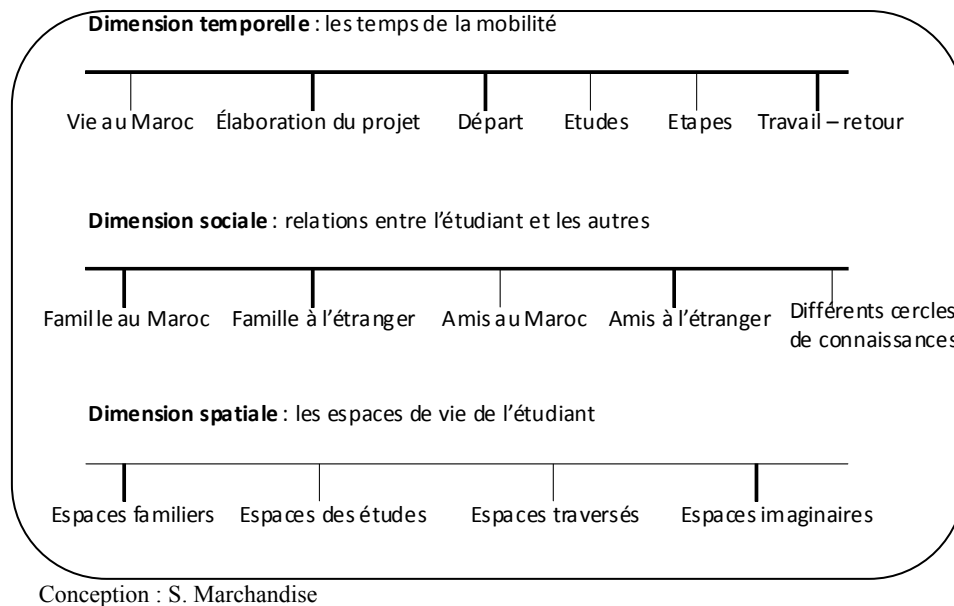 Dimension temporelle : les temps de la mobilité
Vie au Maroc Élaboration du projet Départ Etudes Etapes Travail – retour
Dimension sociale : relations entre l'étudiant et les autres
Famille au Maroc Famille à l'étranger Amis au Maroc Amis à l'étranger Différents cercles
de connaissances
Dimension spatiale : les espaces de vie de l'étudiant
Espaces familiers Espaces des études Espaces traversés Espaces imaginaires
Conception : S. Marchandise